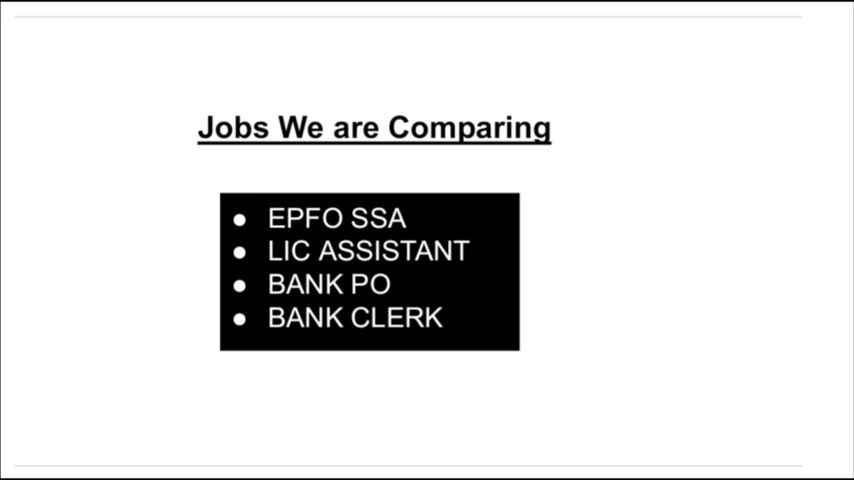 Jobs We are Comparing
● EPFO SSA
● LIC ASSISTANT
● BANK PO
● BANK CLERK